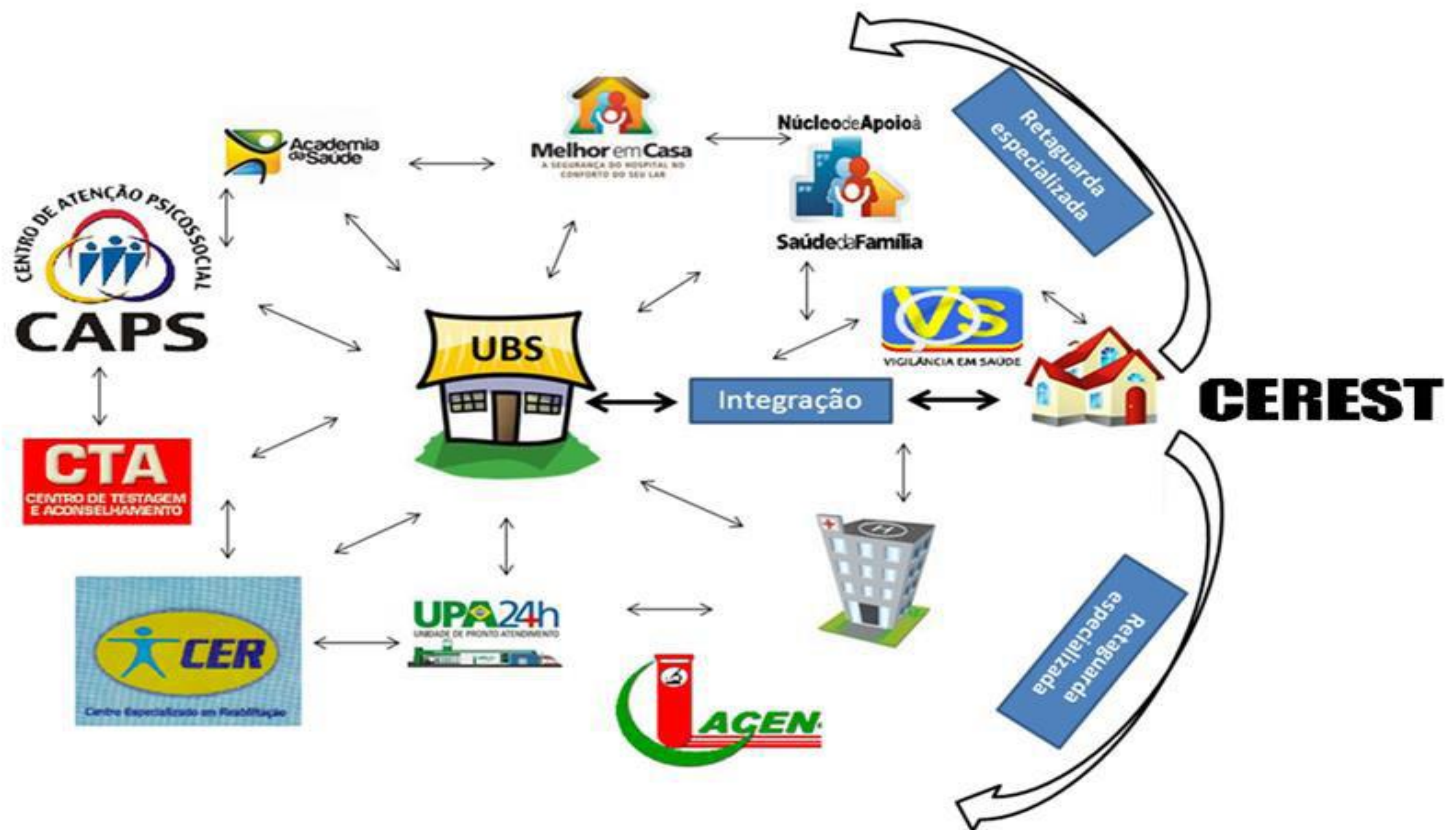 Retaguarda
especializada
Núcleo de Apoio à
Saúde da Família
Melhor em Casa
A SEGURANÇA DO HOSPITAL NO
CONFORTO DO SEU LAR
Academia
da Saúde
CENTRO DE ATENÇÃO PSICOSSOCIAL
CAPS
VS
VIGILÂNCIA EM SAÚDE
UBS
Integração
CEREST
CTA
CENTRO DE TESTAGEM
E ACONSELHAMENTO
H
CER
Centro Especializado em Reabilitação
UPA24h
UNIDADE DE PRONTO ATENDIMENTO
LAGEN
Retaguarda
especializada